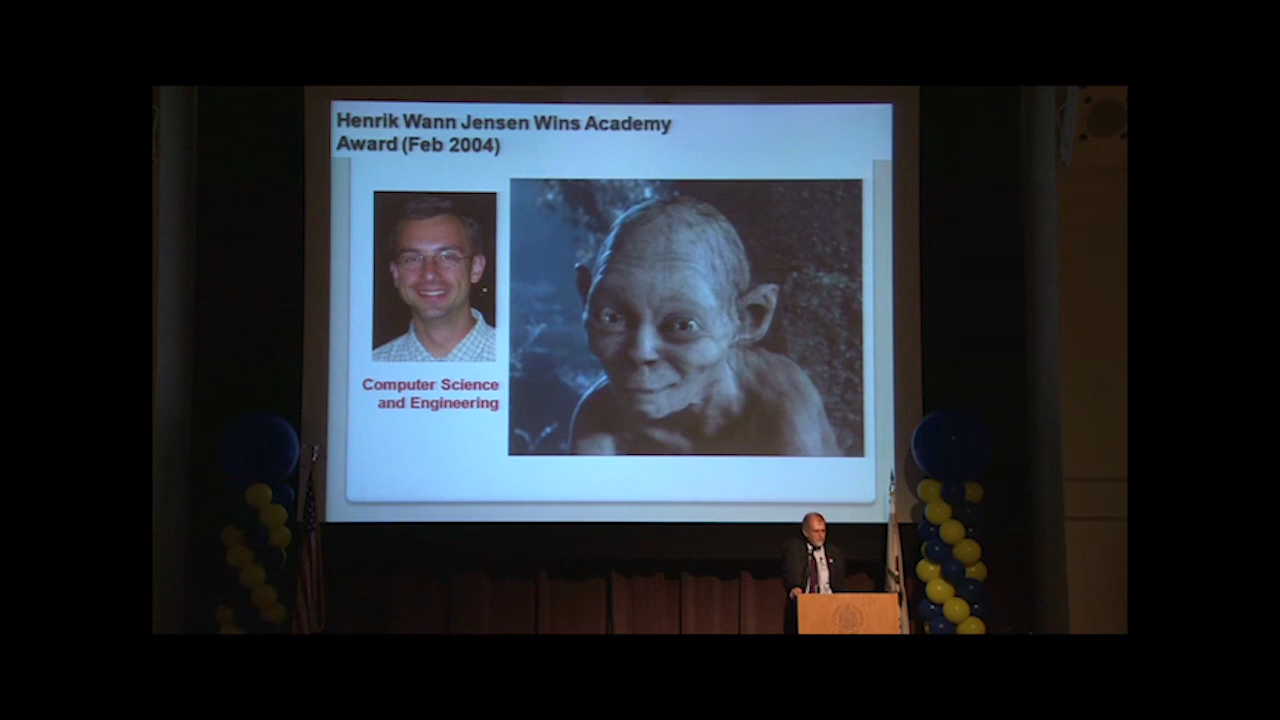 Henrik Wann Jensen Wins Academy
Award (Feb 2004)
Computer Science
and Engineering